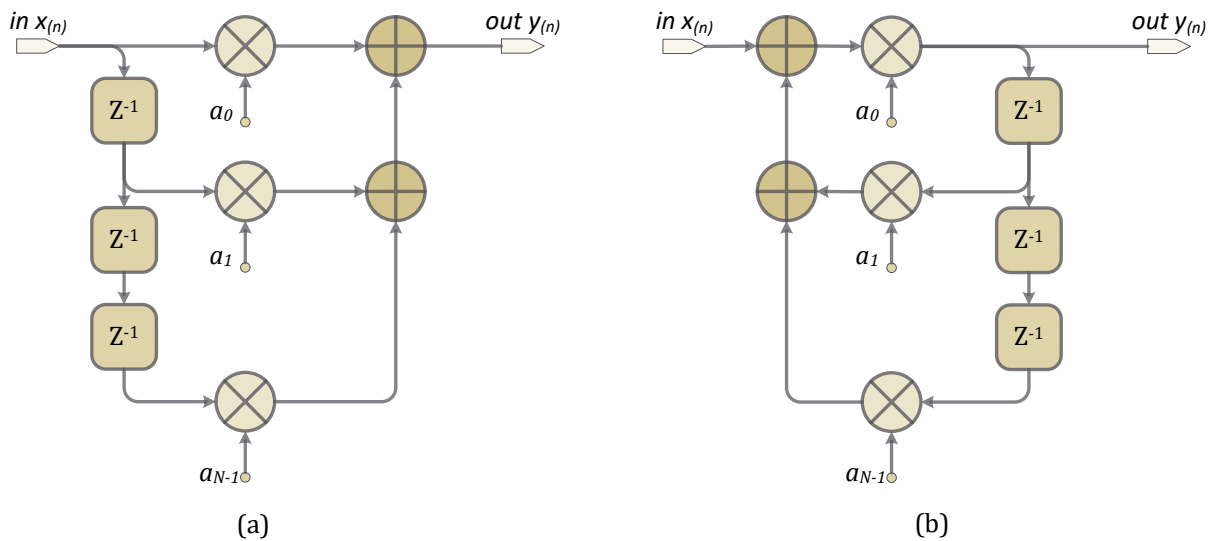 in x(n)
out y(n)
Z-1
a0
Z-1
a1
Z-1
aN-1
(a)
in x(n)
out y(n)
Z-1
a0
a1
Z-1
Z-1
aN-1
(b)